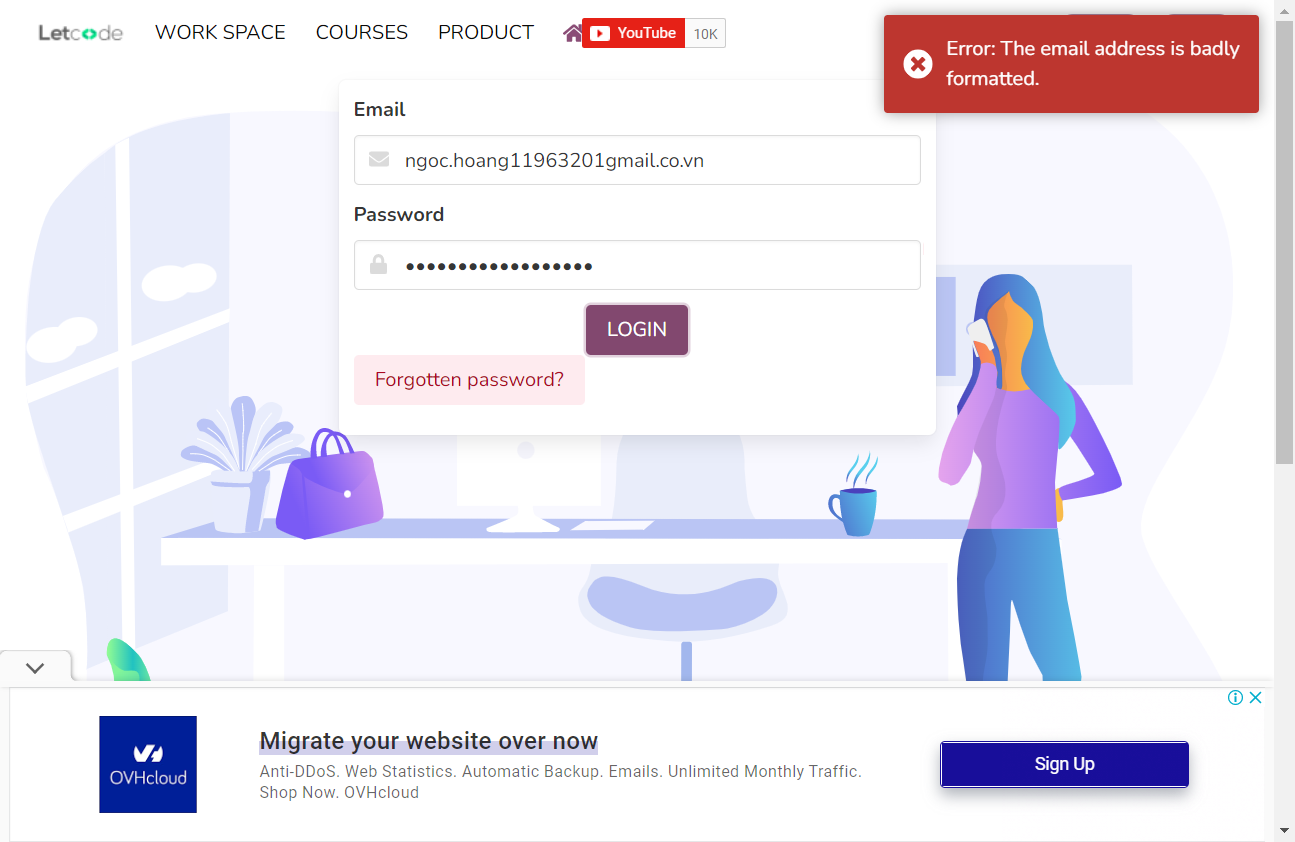 Letcode
WORK SPACE
COURSES
PRODUCT
YouTube
10K
Error: The email address is badly
formatted.
Email
ngoc.hoang11963201gmail.co.vn
Password
••••••••••••••••••
LOGIN
Forgotten password?
OVHcloud
Migrate your website over now
Anti-DDoS. Web Statistics. Automatic Backup. Emails. Unlimited Monthly Traffic.
Shop Now. OVHcloud
Sign Up